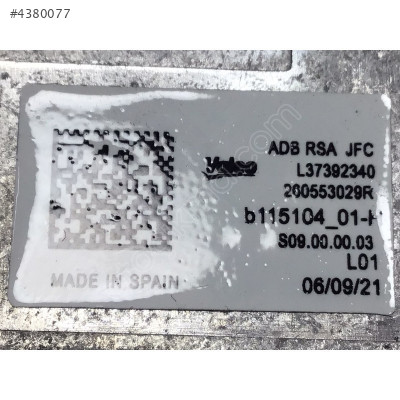 #4380077
Valeo
ADB RSA JFC
L37392340
260553029R
b115104_01-H
S09.00.00.03
L01
MADE IN SPAIN
06/09/21